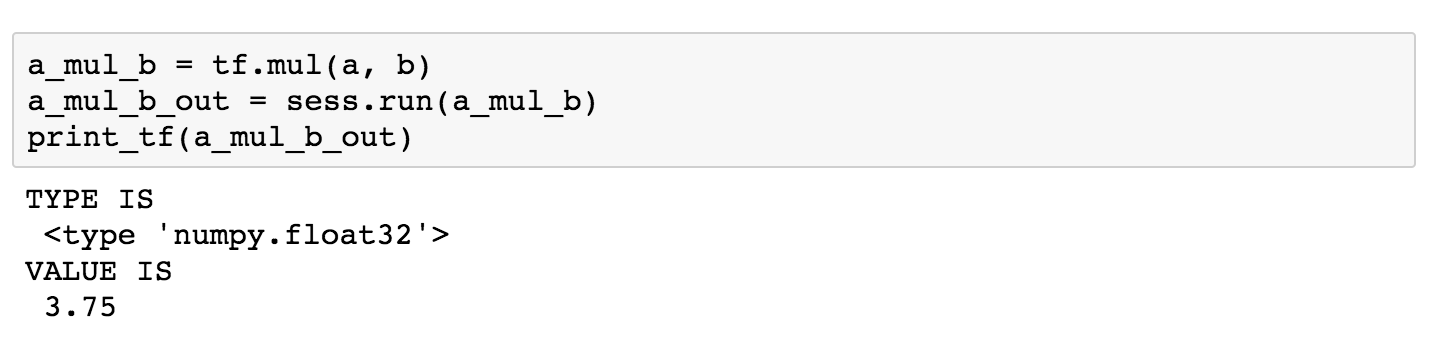 a_mul_b = tf.mul(a, b)
a_mul_b_out = sess.run(a_mul_b)
print_tf(a_mul_b_out)
TYPE IS
 <type 'numpy.float32'>
VALUE IS
 3.75